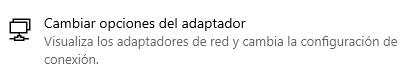 Cambiar opciones del adaptador
Visualiza los adaptadores de red y cambia la configuración de
conexión.